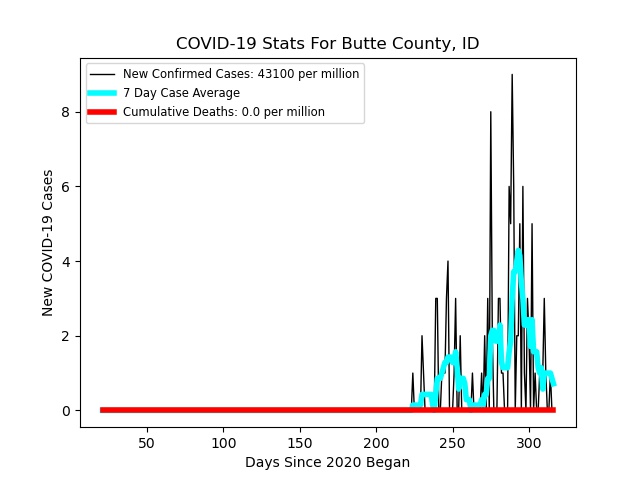 COVID-19 Stats For Butte County, ID
New Confirmed Cases: 43100 per million
7 Day Case Average
Cumulative Deaths: 0.0 per million
New COVID-19 Cases
8
6
4
2
0
50 100 150 200 250 300
Days Since 2020 Began